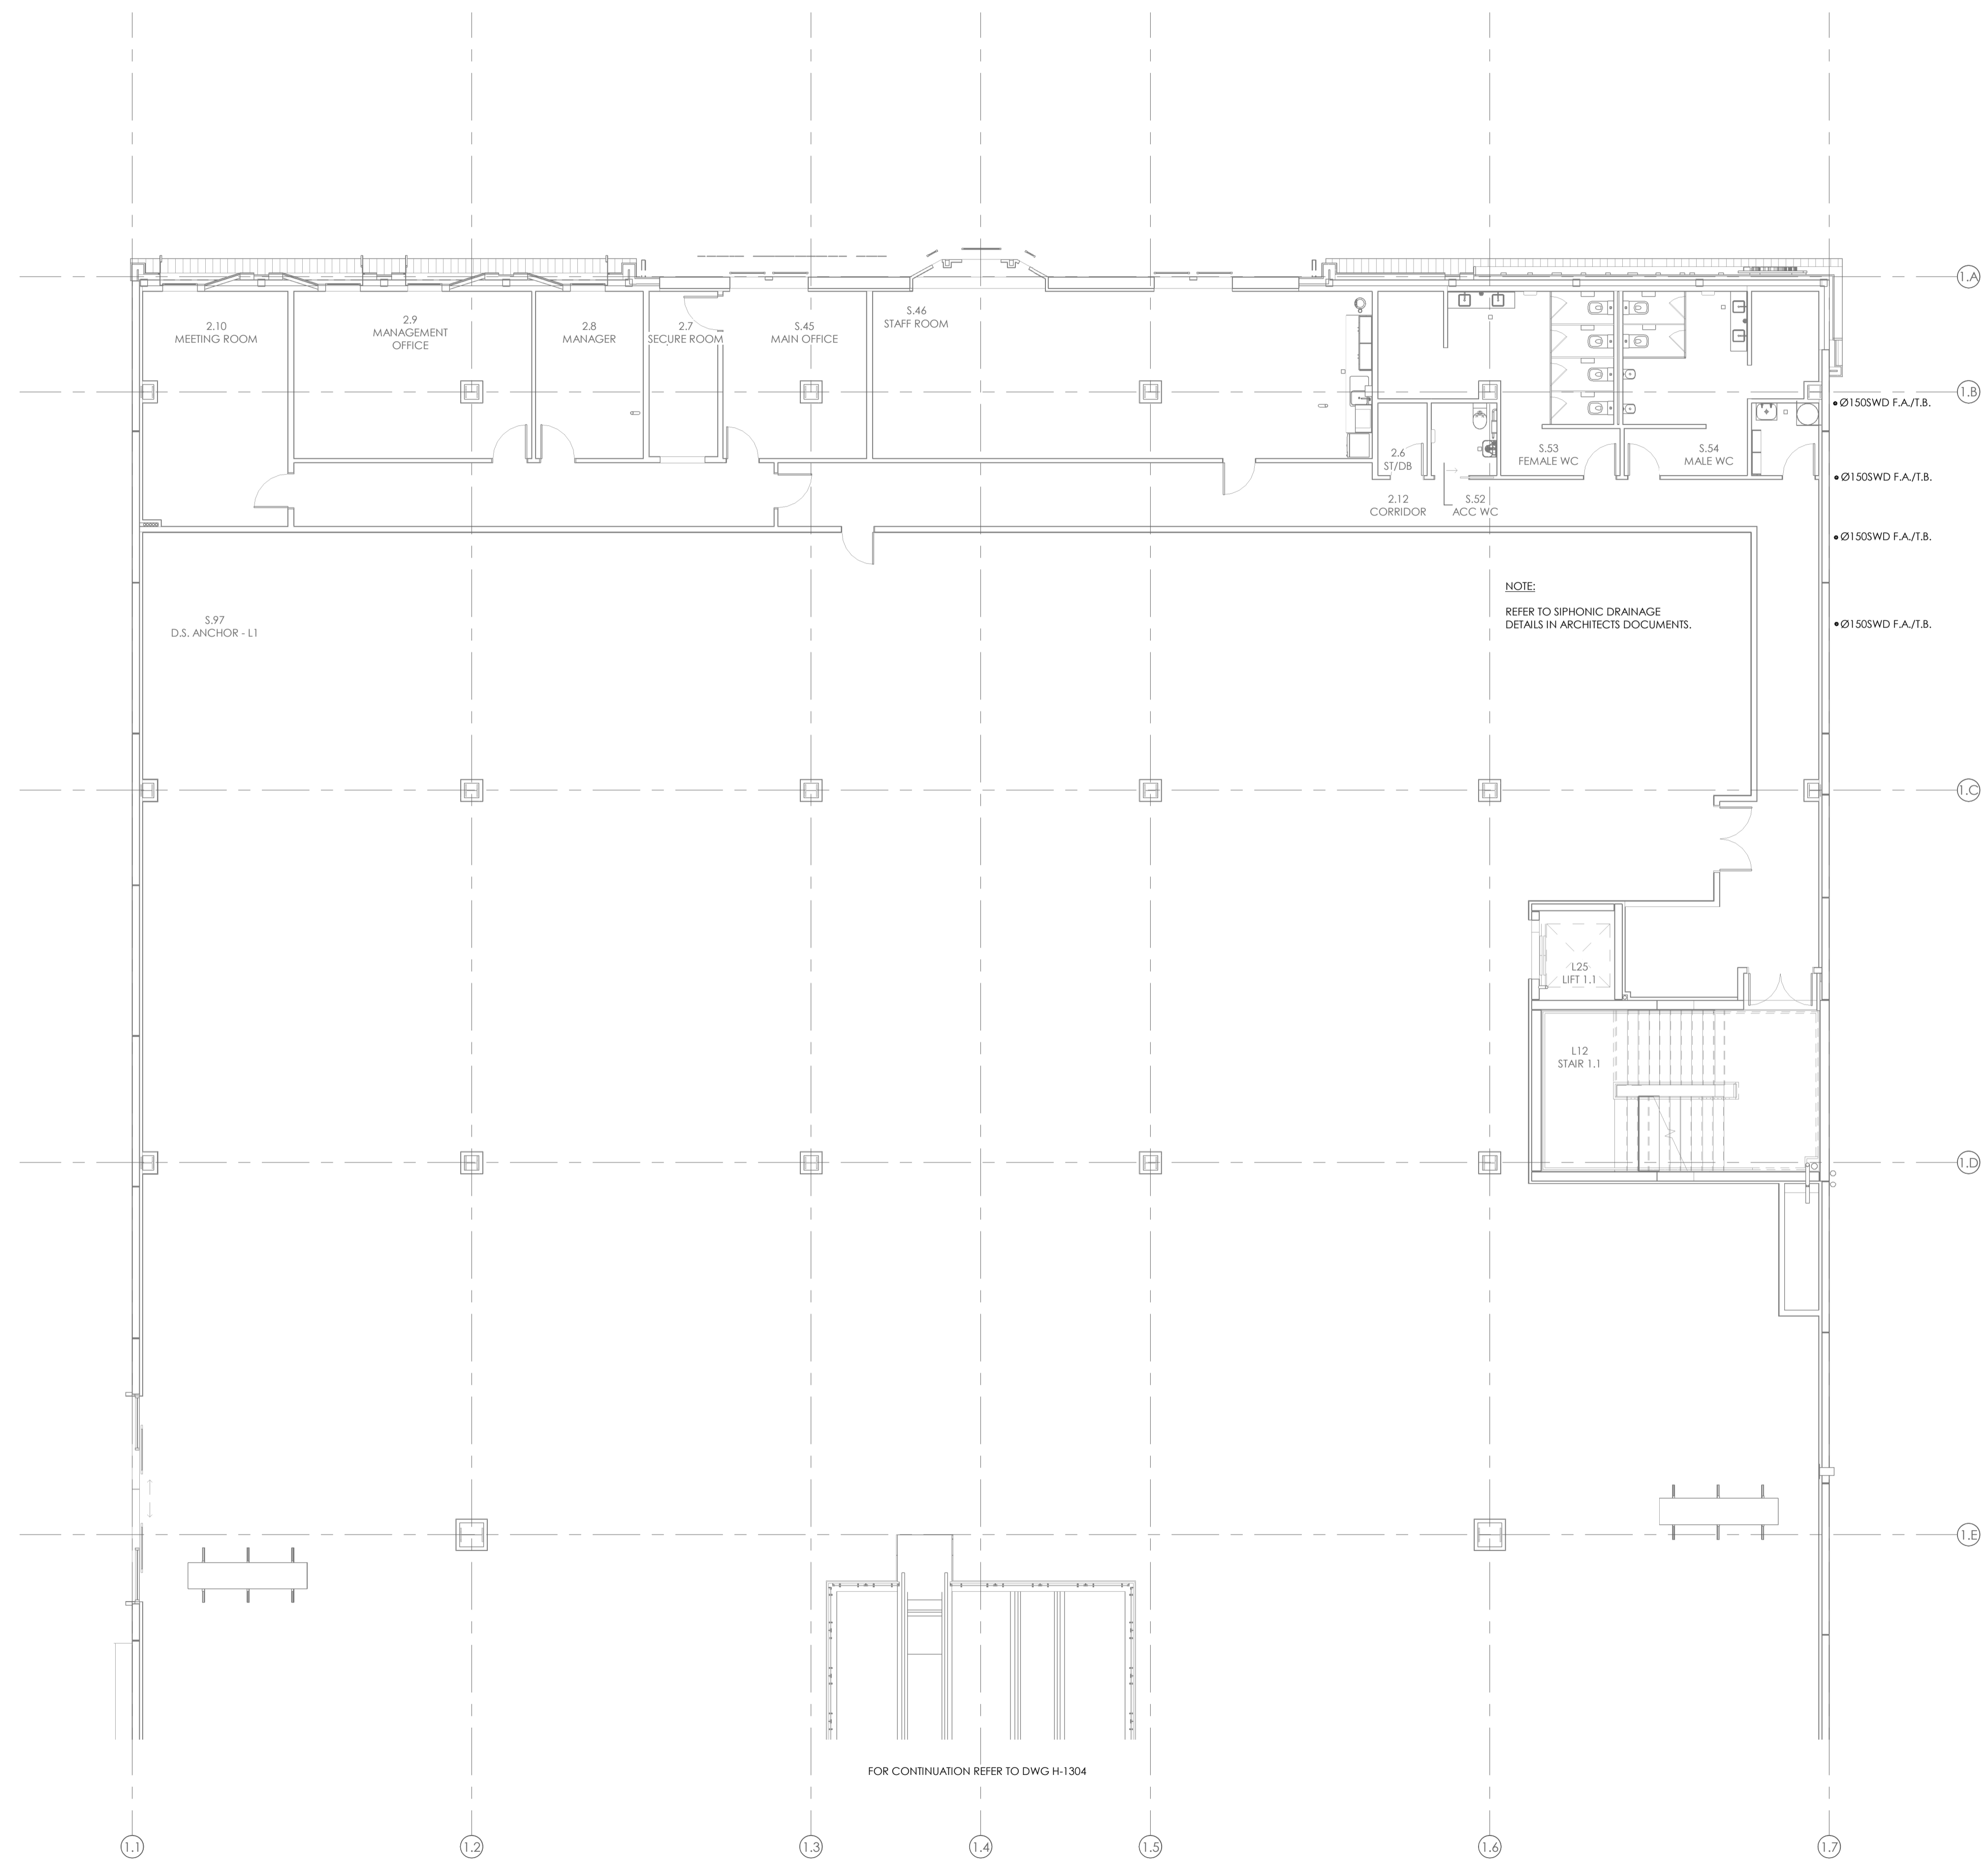 1.A
2.10
MEETING ROOM
2.9
MANAGEMENT
OFFICE
2.8
MANAGER
2.7
SECURE ROOM
S.45
MAIN OFFICE
S.46
STAFF ROOM
1.B
Ø150SWD F.A./T.B.
2.6
ST/DB
S.53
FEMALE WC
S.54
MALE WC
Ø150SWD F.A./T.B.
2.12
CORRIDOR
S.52
ACC WC
Ø150SWD F.A./T.B.
NOTE:
REFER TO SIPHONIC DRAINAGE
DETAILS IN ARCHITECTS DOCUMENTS.
Ø150SWD F.A./T.B.
S.97
D.S. ANCHOR - L1
1.C
L25
LIFT 1.1
L12
STAIR 1.1
1.D
1.E
FOR CONTINUATION REFER TO DWG H-1304
1.1
1.2
1.3
1.4
1.5
1.6
1.7